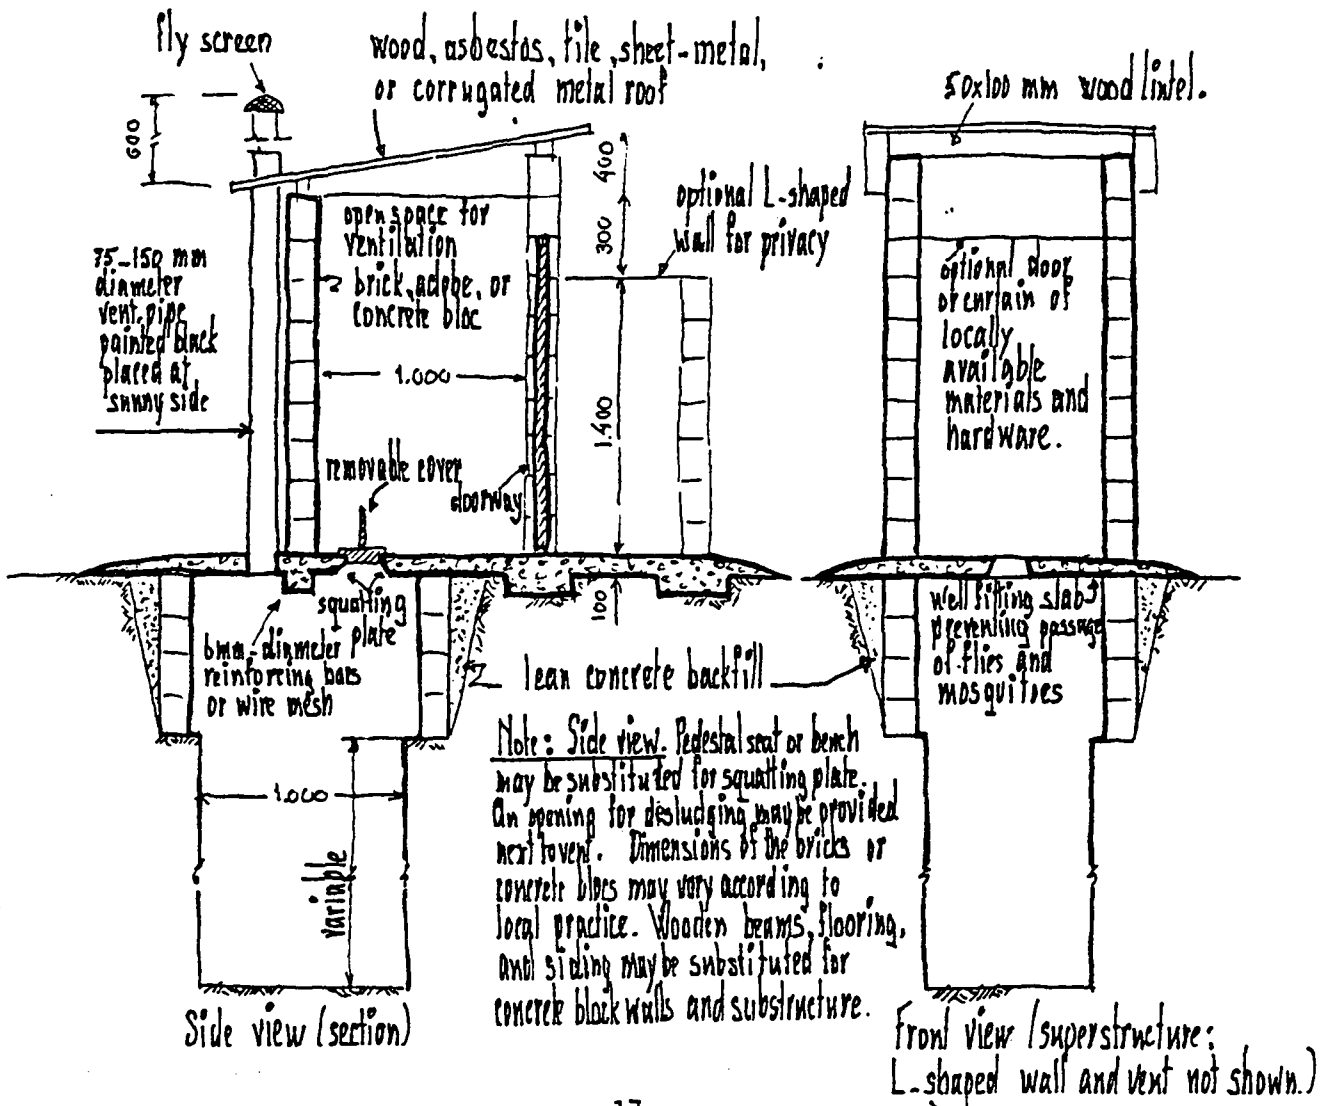 fly screen
wood, asbestos, tile, sheet-metal,
or corrugated metal roof
50x100 mm wood lintel.
600
400
300
optional L-shaped
wall for privacy
open space for
ventilation
brick, adobe, or
concrete bloc
75-150 mm
diameter
vent. pipe
painted black
placed at
sunny side
1.000
1.400
removable cover
doorway
optional door
or curtain of
locally
available
materials and
hardware.
squatting
plate
100
6mm-diameter
reinforcing bars
or wire mesh
lean concrete backfill
well fitting slab
preventing passage
of flies and
mosquitoes
1.000
variable
Note: Side view. Pedestal seat or bench
may be substituted for squatting plate.
An opening for desludging may be provided
next to vent. Dimensions of the bricks or
concrete blocs may vary according to
local practice. Wooden beams, flooring,
and siding may be substituted for
concrete block walls and substructure.
Side view (section)
Front view (superstructure:
L-shaped wall and vent not shown.)